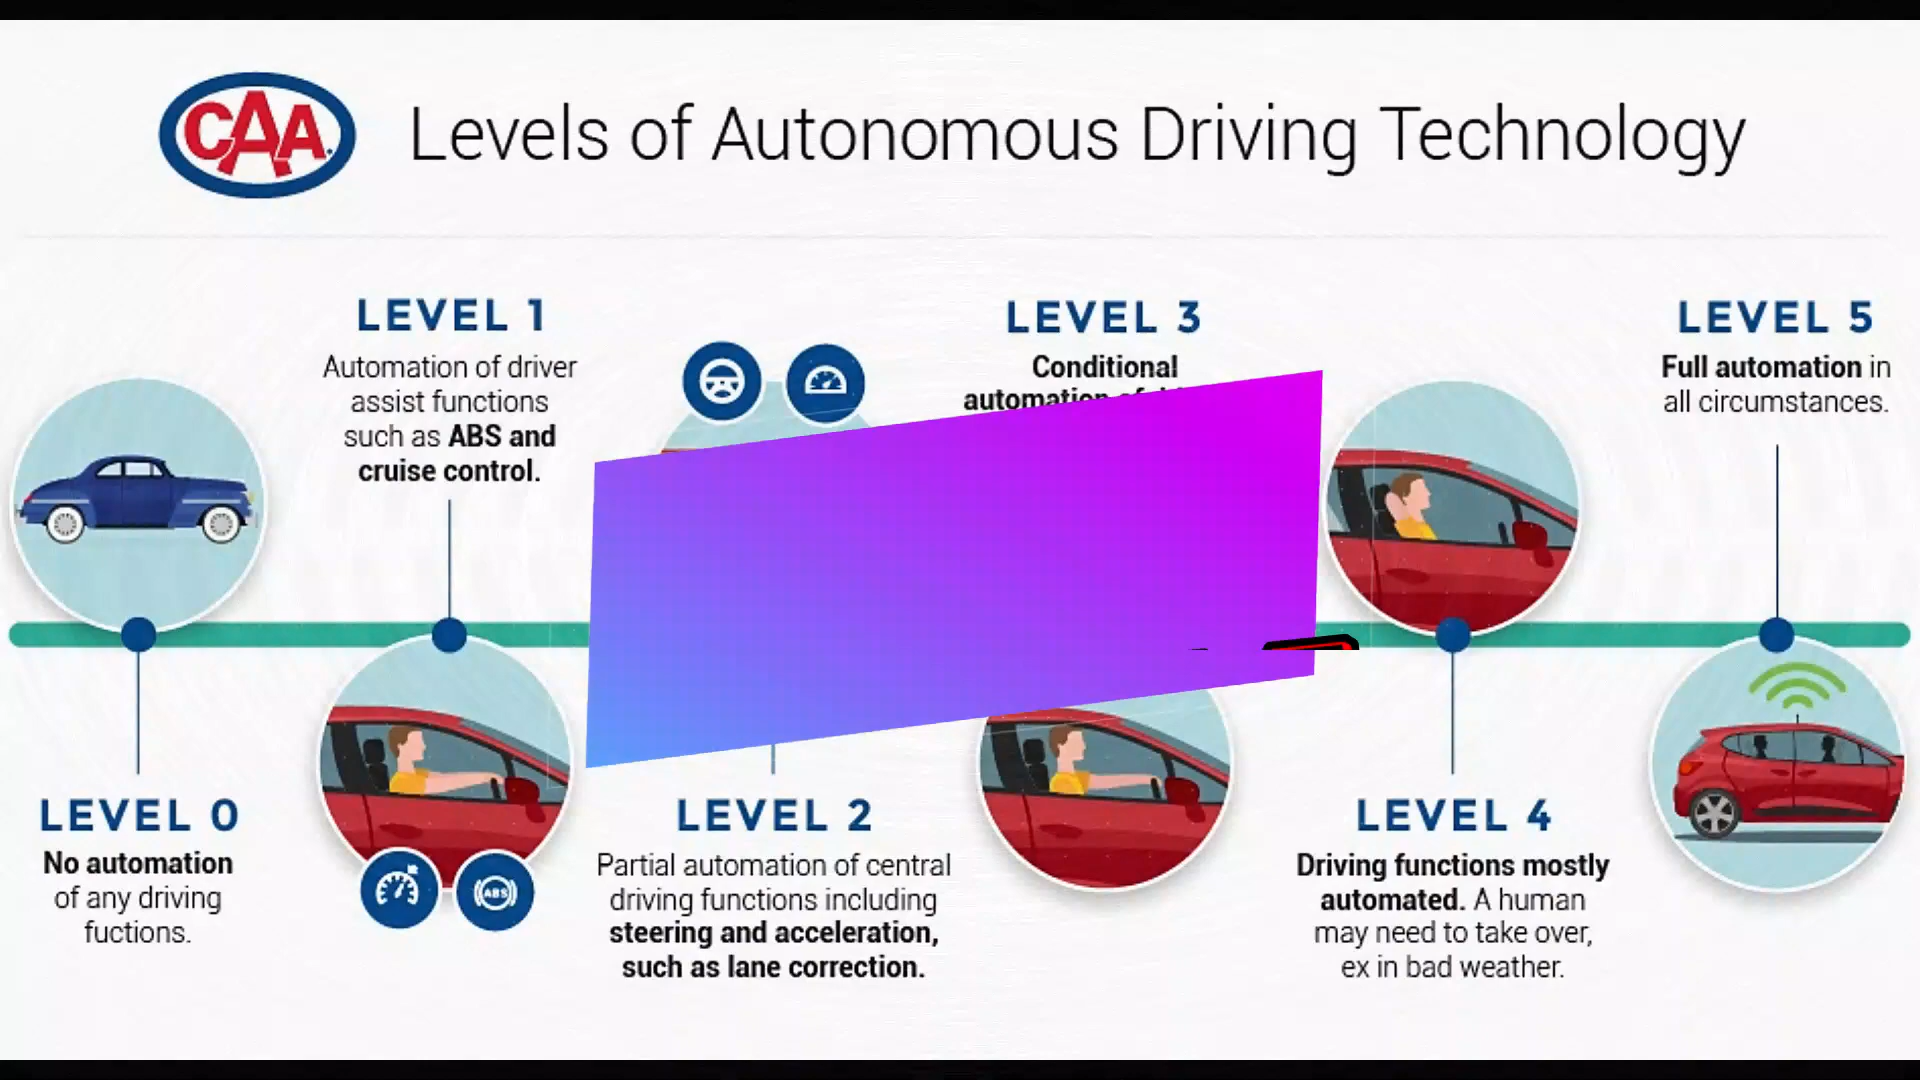 CAA
Levels of Autonomous Driving Technology
LEVEL 0
No automation
of any driving
fuctions.
LEVEL 1
Automation of driver
assist functions
such as ABS and
cruise control.
ABS
LEVEL 2
Partial automation of central
driving functions including
steering and acceleration,
such as lane correction.
LEVEL 3
Conditional
automation
LEVEL 4
Driving functions mostly
automated. A human
may need to take over,
ex in bad weather.
LEVEL 5
Full automation in
all circumstances.